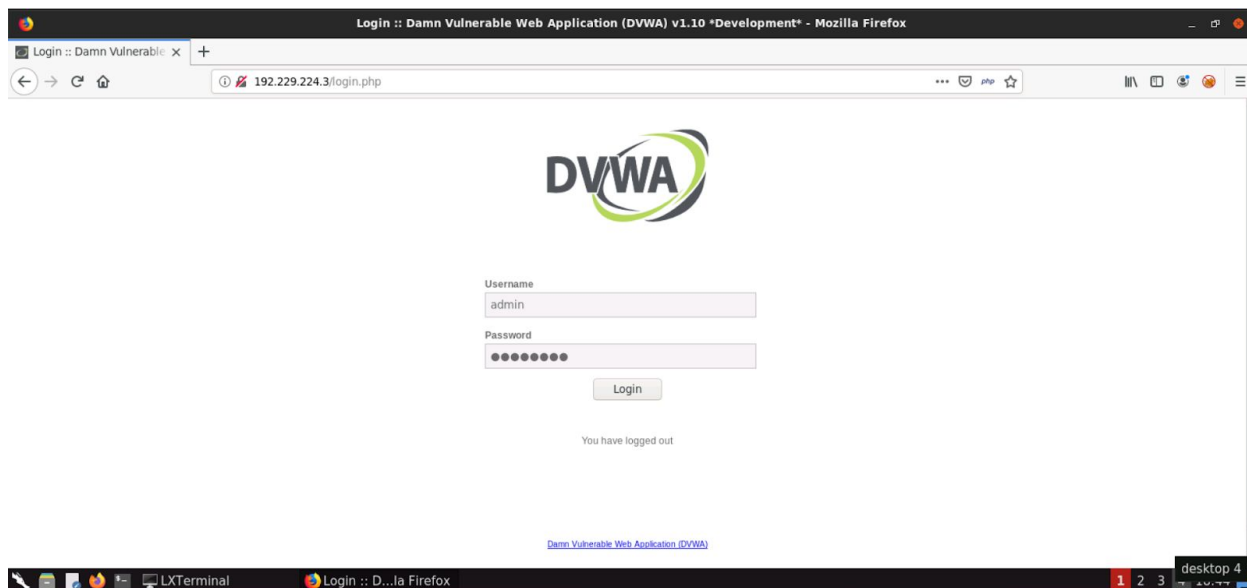 Login :: Damn Vulnerable Web Application (DVWA) v1.10 *Development* - Mozilla Firefox
Login :: Damn Vulnerable
192.229.224.3/login.php
php
DVWA
Username
admin
Password
Login
You have logged out
Damn Vulnerable Web Application (DVWA)
desktop 4
LXTerminal
Login :: D...la Firefox
1 2 3 4